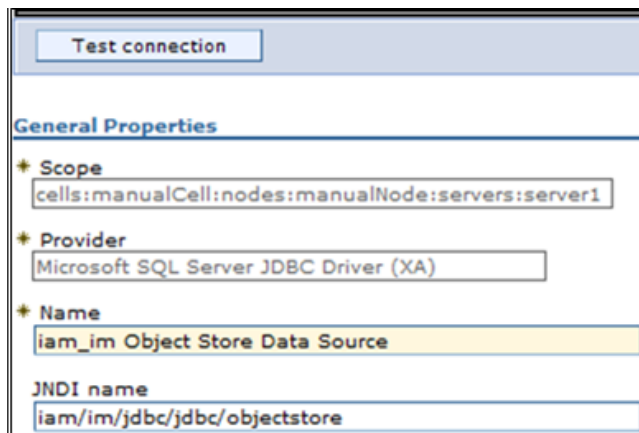 Test connection
General Properties
* Scope
cells:manualCell:nodes:manualNode:servers:server1
* Provider
Microsoft SQL Server JDBC Driver (XA)
* Name
iam_im Object Store Data Source
JNDI name
iam/im/jdbc/jdbc/objectstore